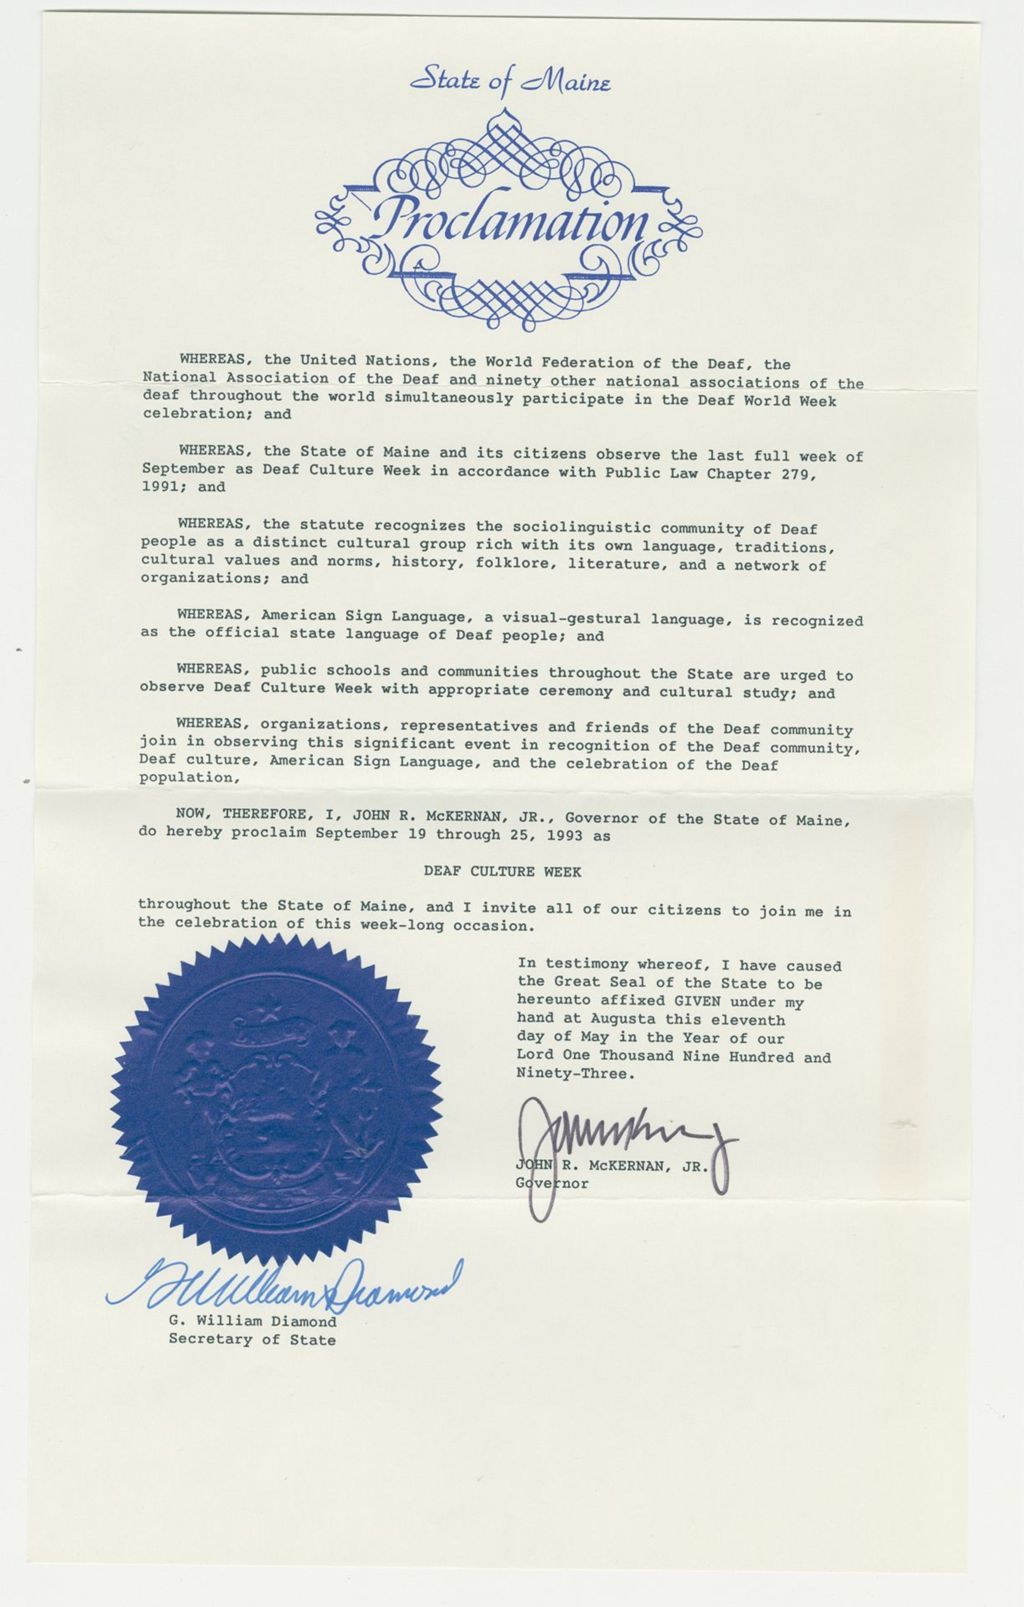 State of Maine
Proclamation
WHEREAS, the United Nations, the World Federation of the Deaf, the
National Association of the Deaf and ninety other national associations of the
deaf throughout the world simultaneously participate in the Deaf World Week
celebration; and
WHEREAS, the State of Maine and its citizens observe the last full week of
September as Deaf Culture Week in accordance with Public Law Chapter 279,
1991; and
WHEREAS, the statute recognizes the sociolinguistic community of Deaf
people as a distinct cultural group rich with its own language, traditions,
cultural values and norms, history, folklore, literature, and a network of
organizations; and
WHEREAS, American Sign Language, a visual-gestural language, is recognized
as the official state language of Deaf people; and
WHEREAS, public schools and communities throughout the State are urged to
observe Deaf Culture Week with appropriate ceremony and cultural study; and
WHEREAS, organizations, representatives and friends of the Deaf community
join in observing this significant event in recognition of the Deaf community,
Deaf culture, American Sign Language, and the celebration of the Deaf
population,
NOW, THEREFORE, I, JOHN R. McKERNAN, JR., Governor of the State of Maine,
do hereby proclaim September 19 through 25, 1993 as
DEAF CULTURE WEEK
throughout the State of Maine, and I invite all of our citizens to join me in
the celebration of this week-long occasion.
In testimony whereof, I have caused
the Great Seal of the State to be
hereunto affixed GIVEN under my
hand at Augusta this eleventh
day of May in the Year of our
Lord One Thousand Nine Hundred and
Ninety-Three.
JOHN R. McKERNAN, JR.
Governor
G William Diamond
G. William Diamond
Secretary of State